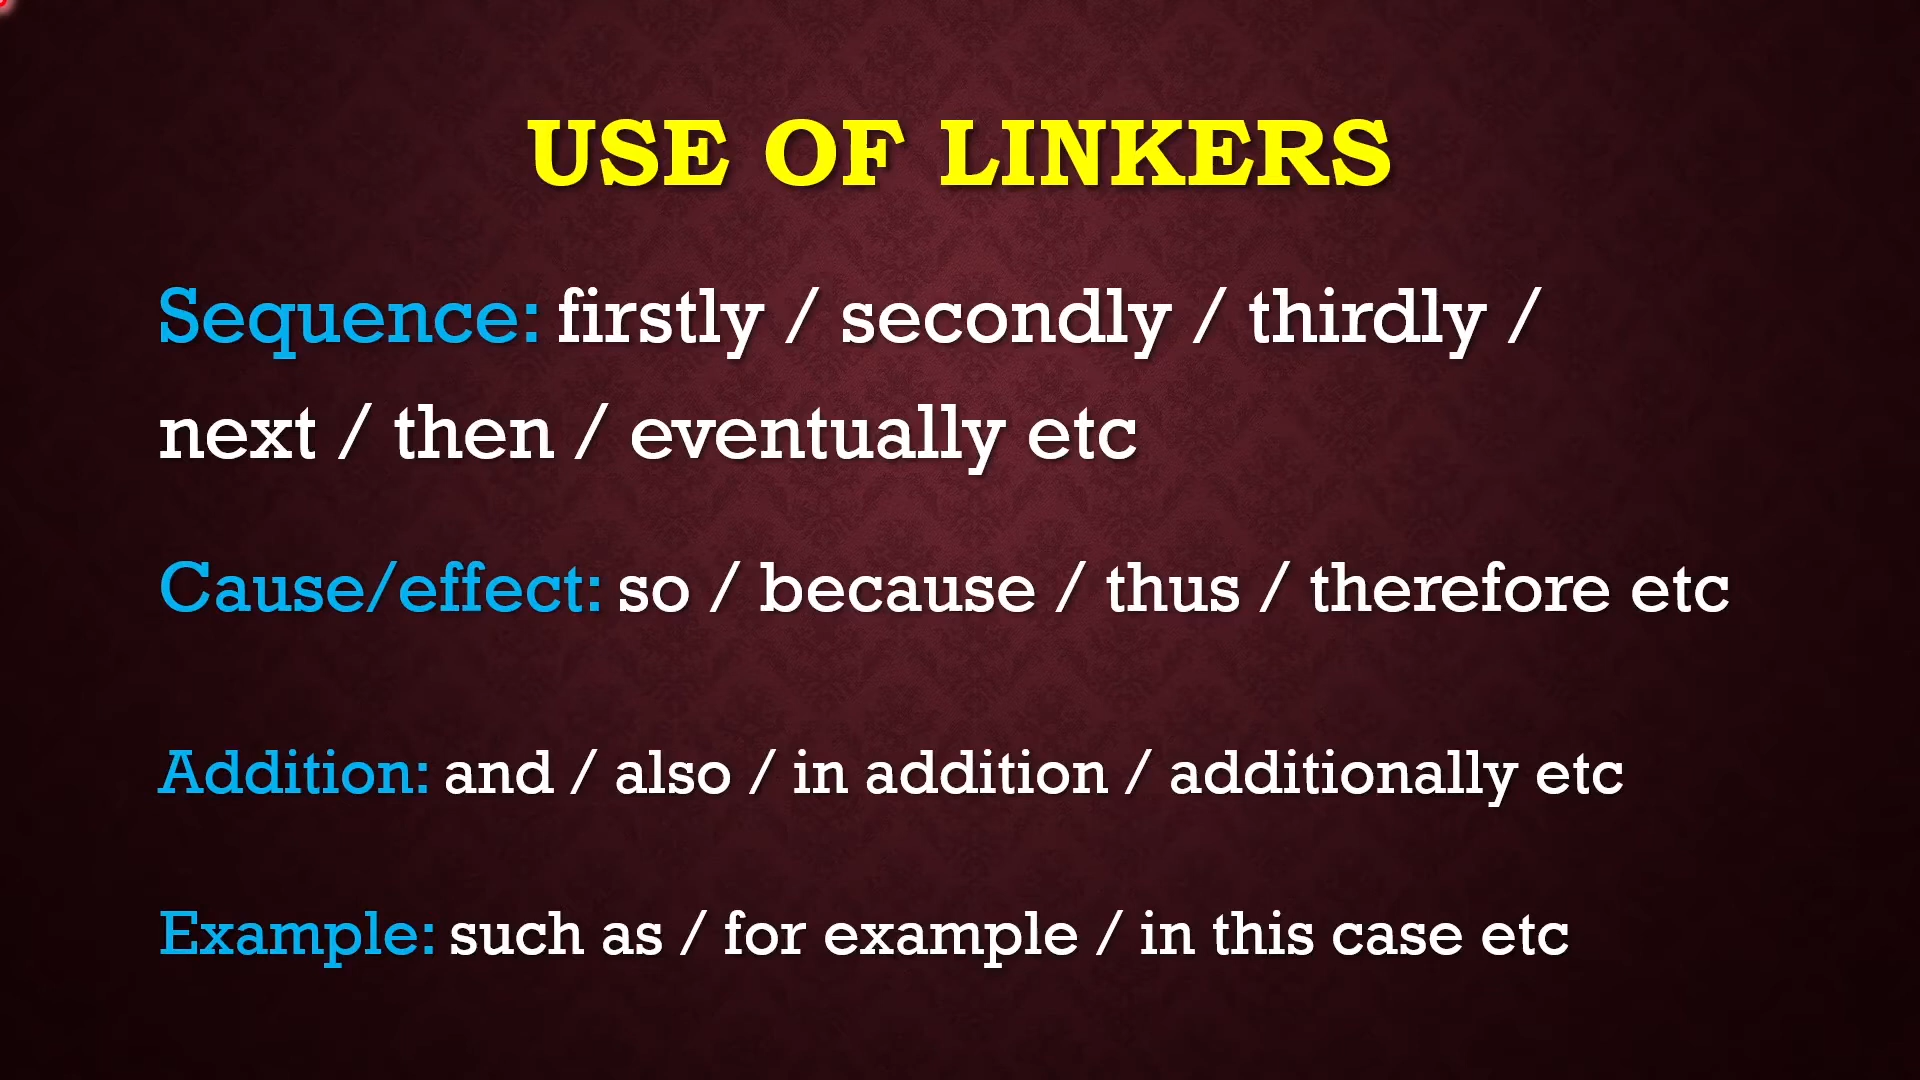 USE OF LINKERS
Sequence: firstly / secondly / thirdly /
next / then / eventually etc
Cause/effect: so / because / thus / therefore etc
Addition: and / also / in addition / additionally etc
Example: such as / for example / in this case etc